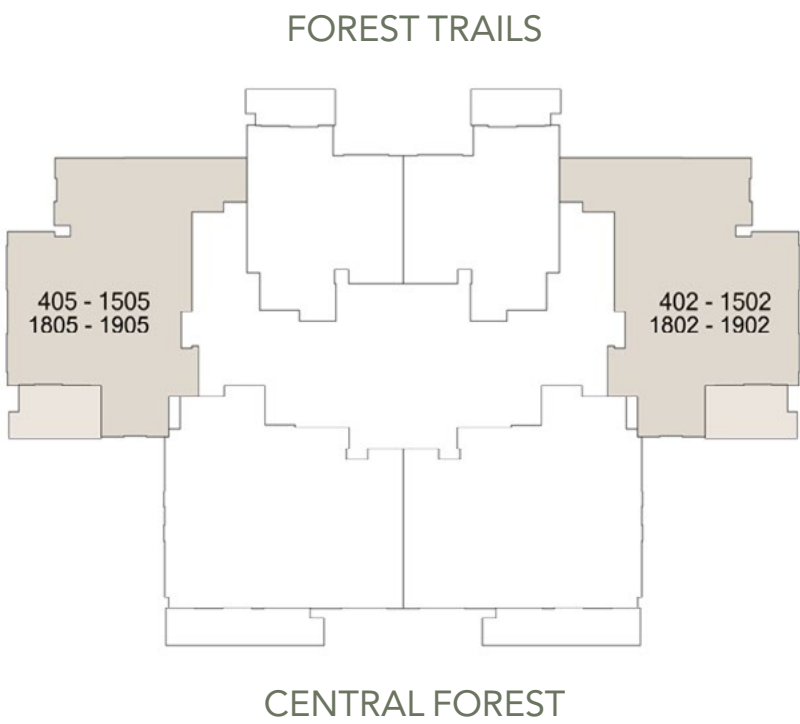 FOREST TRAILS
405 - 1505
1805 - 1905
402 - 1502
1802 - 1902
CENTRAL FOREST